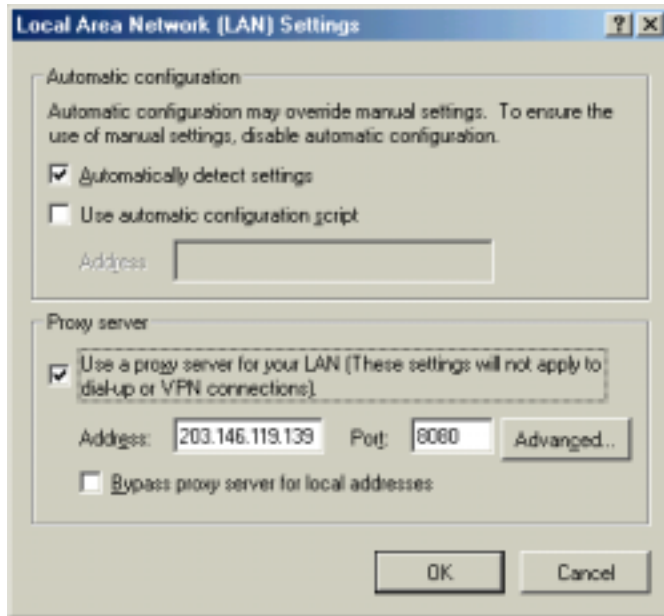 Local Area Network (LAN) Settings
Automatic configuration
Automatic configuration may override manual settings. To ensure the
use of manual settings, disable automatic configuration.
Automatically detect settings
Use automatic configuration script
Address
Proxy server
Use a proxy server for your LAN (These settings will not apply to
dial-up or VPN connections).
Address: 203.146.119.139 Port: 8080 Advanced...
Bypass proxy server for local addresses
OK Cancel